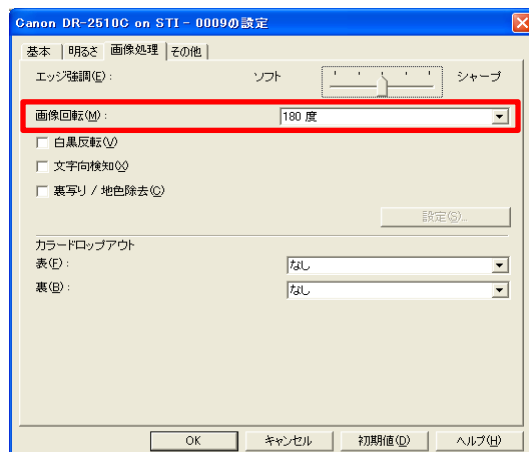 Canon DR-2510C on STI - 0009の設定
基本 明るさ 画像処理 その他
エッジ強調(E): ソフト シャープ
画像回転(M): 180 度
白黒反転(V)
文字向検知(X)
裏写り / 地色除去(C)
設定(S)...
カラードロップアウト
表(F): なし
裏(B): なし
OK キャンセル 初期値(D) ヘルプ(H)